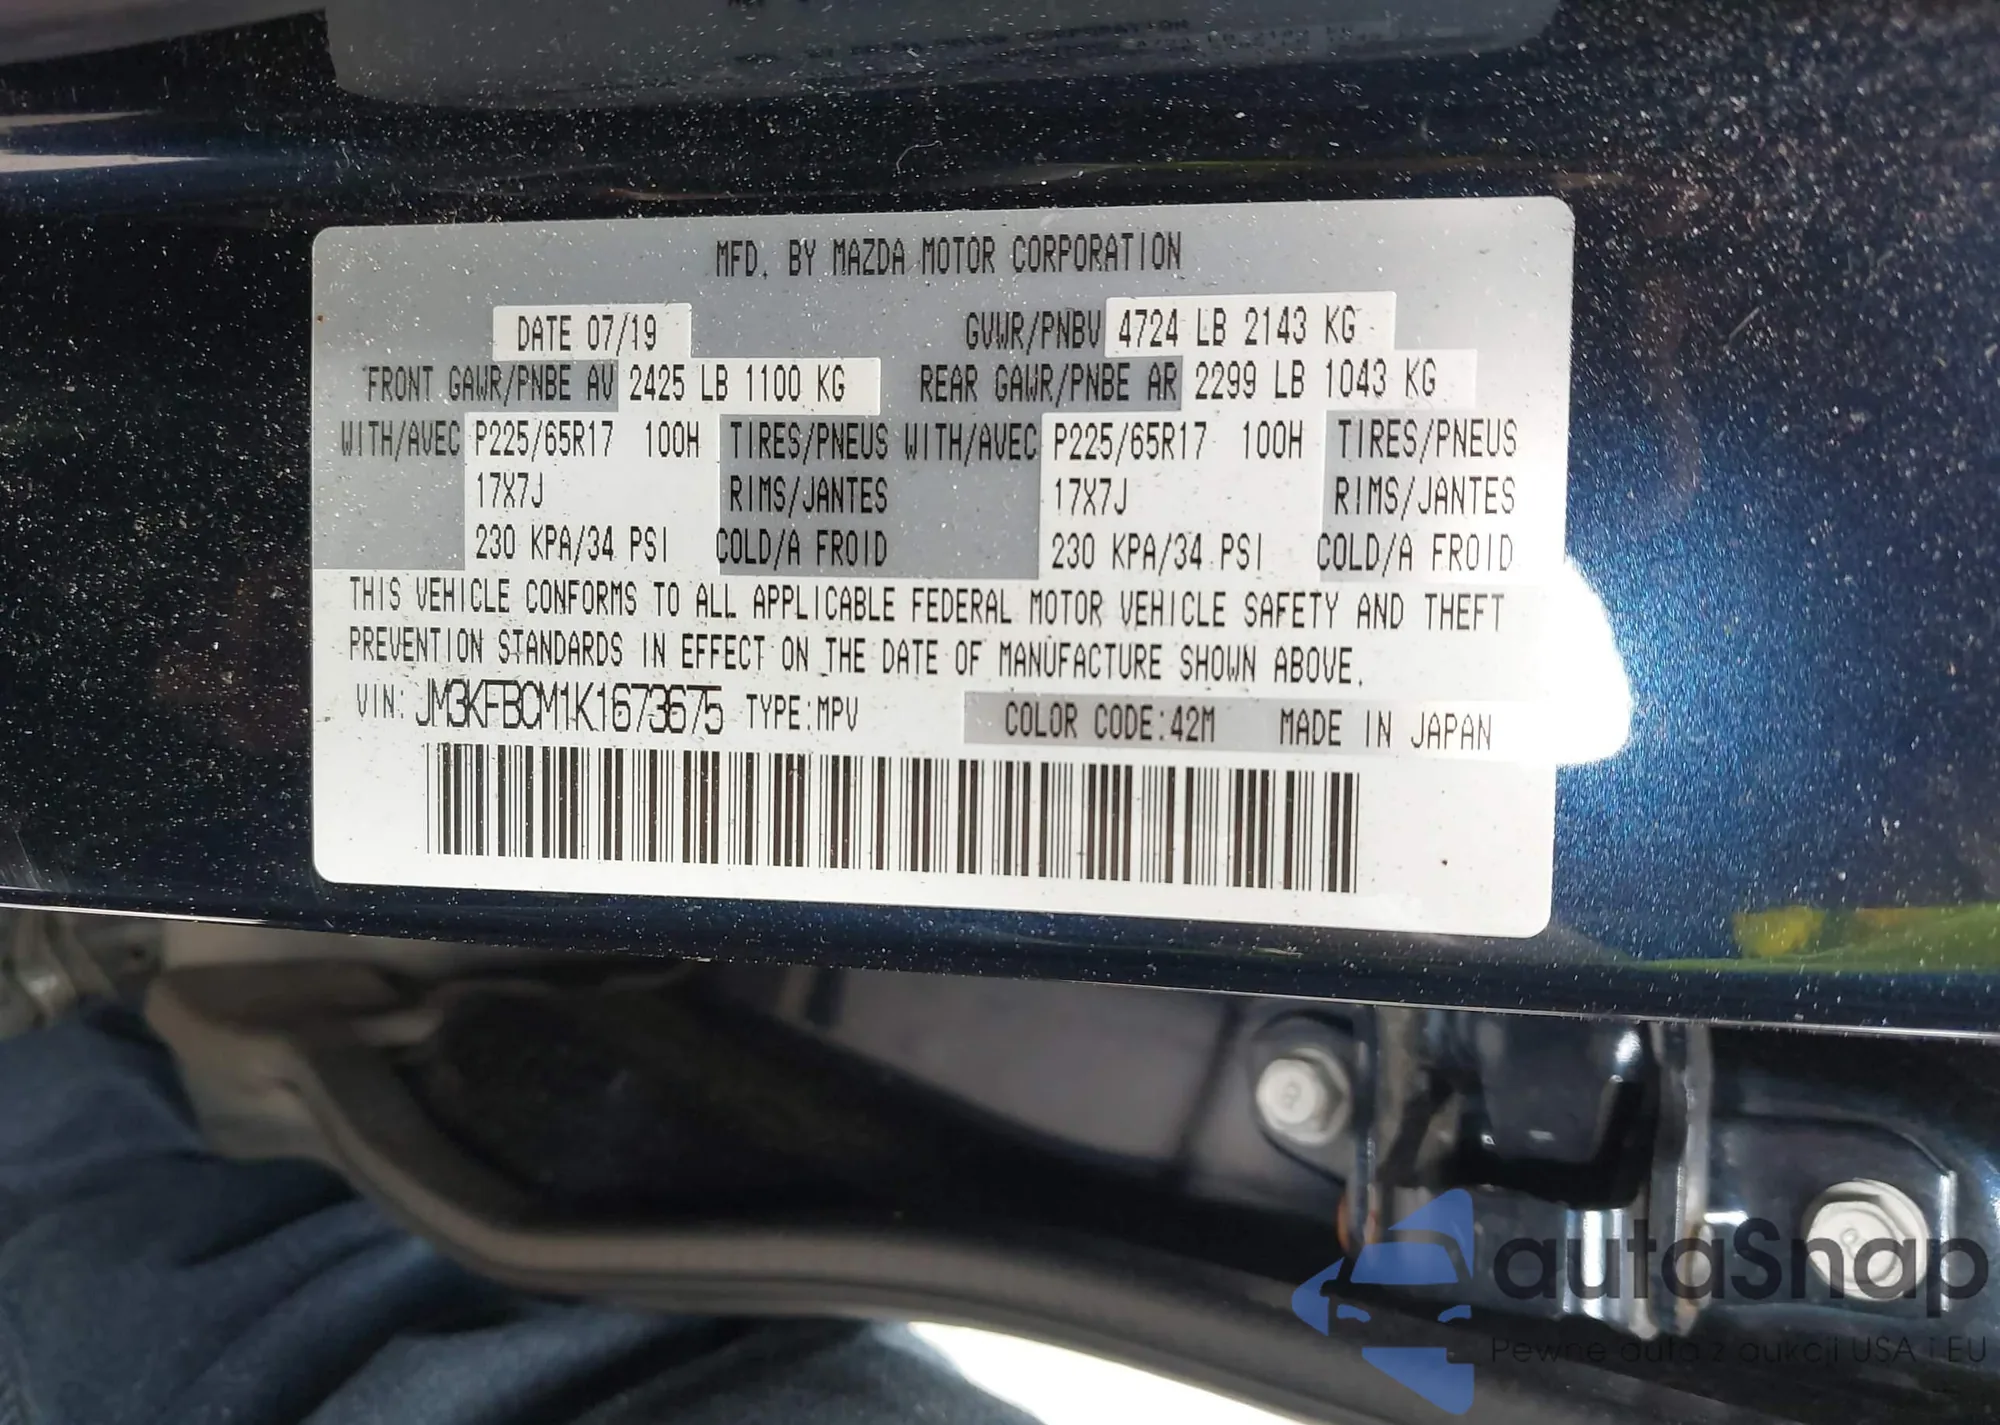 MFD. BY MAZDA MOTOR CORPORATION
DATE 07/19 GVWR/PNBV 4724 LB 2143 KG
FRONT GAWR/PNBE AV 2425 LB 1100 KG REAR GAWR/PNBE AR 2299 LB 1043 KG
WITH/AVEC P225/65R17 100H TIRES/PNEUS WITH/AVEC P225/65R17 100H TIRES/PNEUS
17X7J RIMS/JANTES 17X7J RIMS/JANTES
230 KPA/34 PSI COLD/A FROID 230 KPA/34 PSI COLD/A FROID
THIS VEHICLE CONFORMS TO ALL APPLICABLE FEDERAL MOTOR VEHICLE SAFETY AND THEFT
PREVENTION STANDARDS IN EFFECT ON THE DATE OF MANUFACTURE SHOWN ABOVE.
VIN: JM3KFBCM1K1673675 TYPE:MPV COLOR CODE:42M MADE IN JAPAN
autaSnap
Pewne auta z aukcji USA i EU